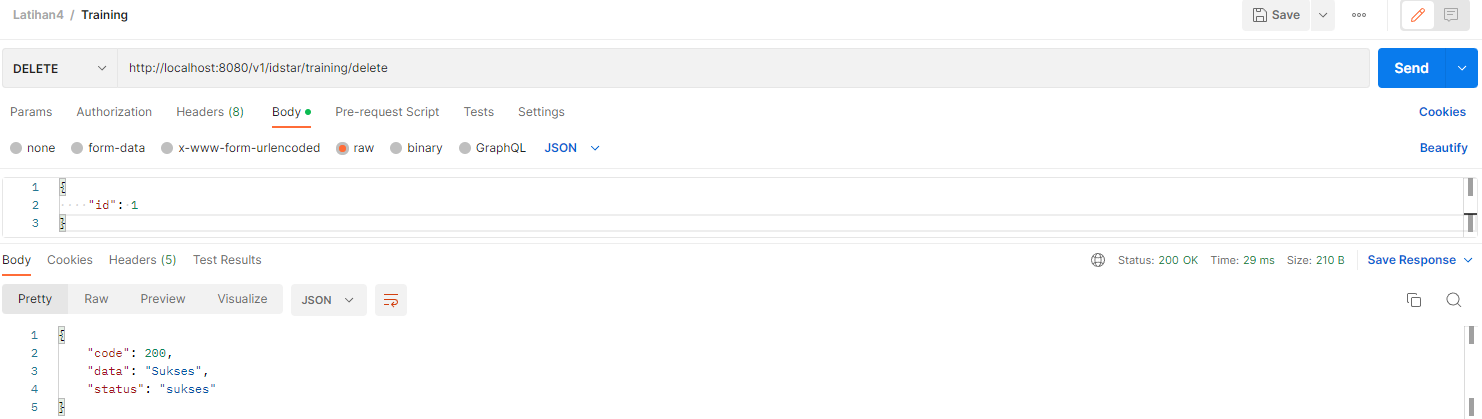 Latihan4 / Training
Save
DELETE
http://localhost:8080/v1/idstar/training/delete
Send
Params Authorization Headers (8) Body Pre-request Script Tests Settings Cookies
none form-data x-www-form-urlencoded raw binary GraphQL JSON Beautify
1 {
2 "id": 1
3 }
Body Cookies Headers (5) Test Results Status: 200 OK Time: 29 ms Size: 210 B Save Response
Pretty Raw Preview Visualize JSON
1 {
2 "code": 200,
3 "data": "Sukses",
4 "status": "sukses"
5 }